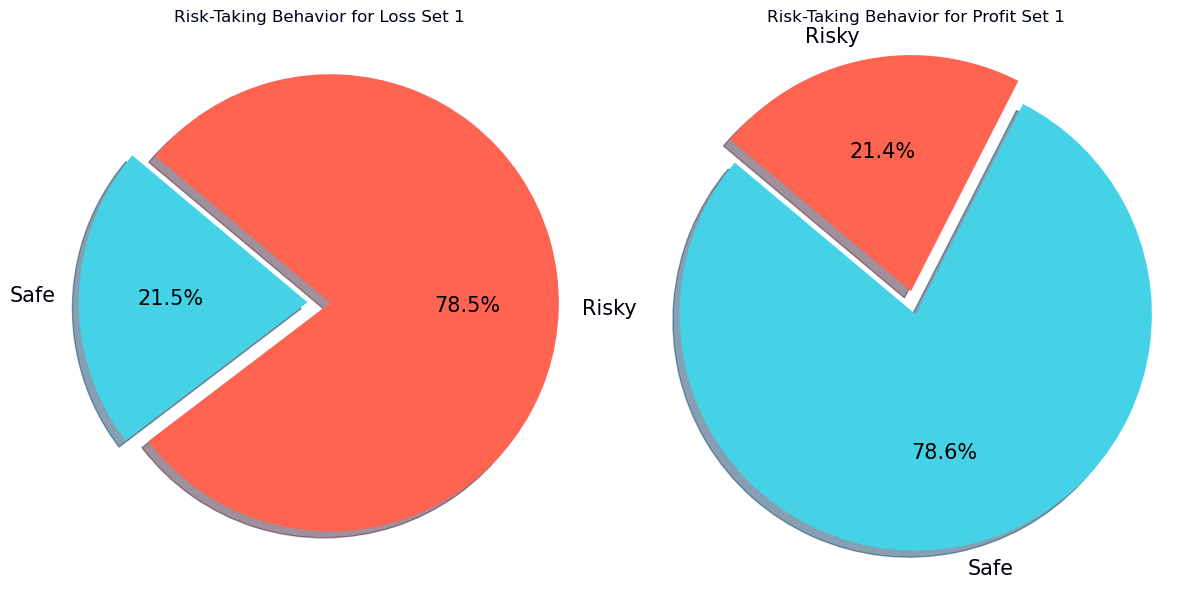 Risk-Taking Behavior for Loss Set 1
Safe
21.5%
78.5%
Risky
Risk-Taking Behavior for Profit Set 1
Risky
21.4%
78.6%
Safe